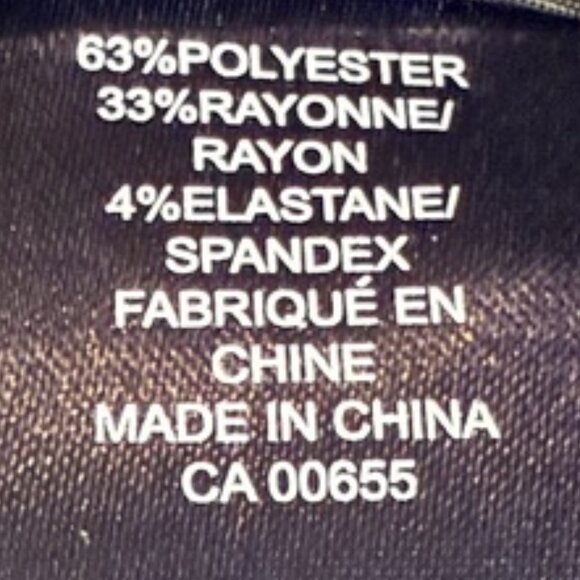 63%POLYESTER
33%RAYONNE/
RAYON
4%ELASTANE/
SPANDEX
FABRIQUÉ EN
CHINE
MADE IN CHINA
CA 00655